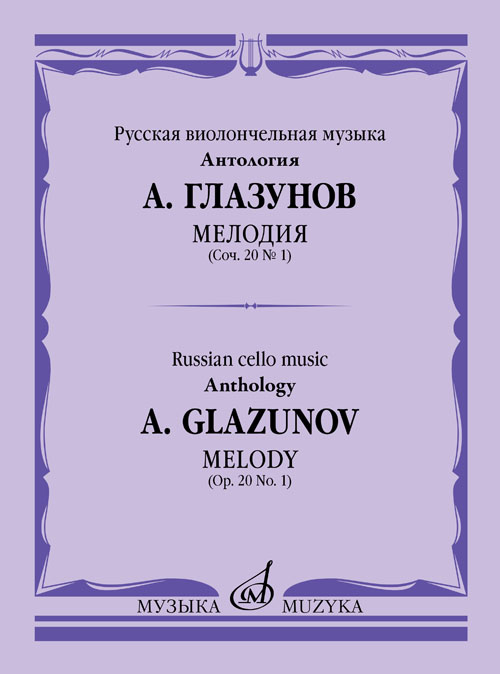 Русская виолончельная музыка
Антология
А. ГЛАЗУНОВ
МЕЛОДИЯ
(Соч. 20 № 1)
Russian cello music
Anthology
A. GLAZUNOV
MELODY
(Op. 20 No. 1)
МУЗЫКА М MUZYKA